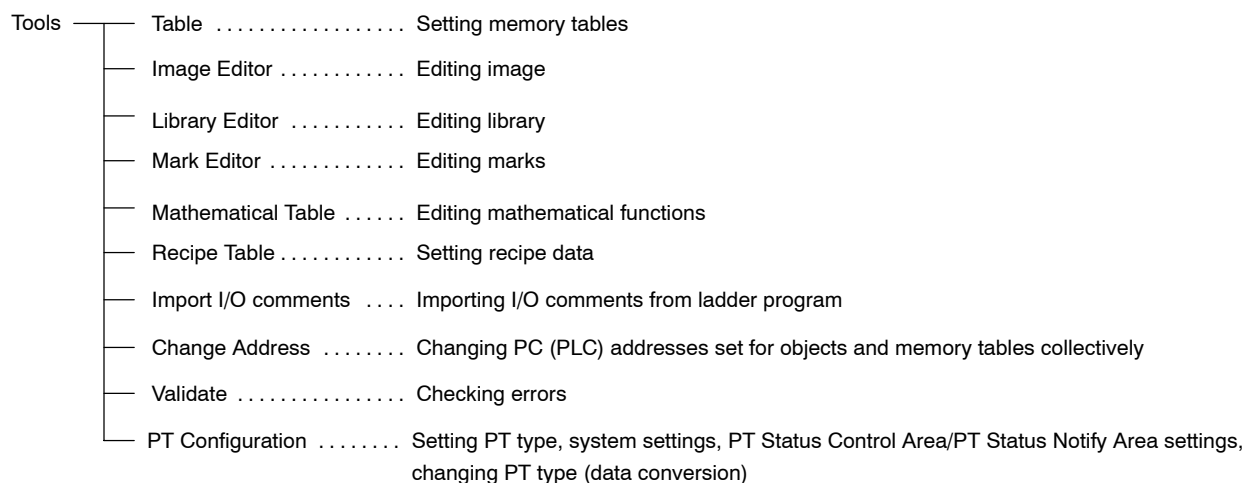 Tools Table .................. Setting memory tables
Image Editor ............ Editing image
Library Editor ........... Editing library
Mark Editor ............. Editing marks
Mathematical Table ...... Editing mathematical functions
Recipe Table ............ Setting recipe data
Import I/O comments .... Importing I/O comments from ladder program
Change Address ........ Changing PC (PLC) addresses set for objects and memory tables collectively
Validate ................ Checking errors
PT Configuration ........ Setting PT type, system settings, PT Status Control Area/PT Status Notify Area settings,
changing PT type (data conversion)